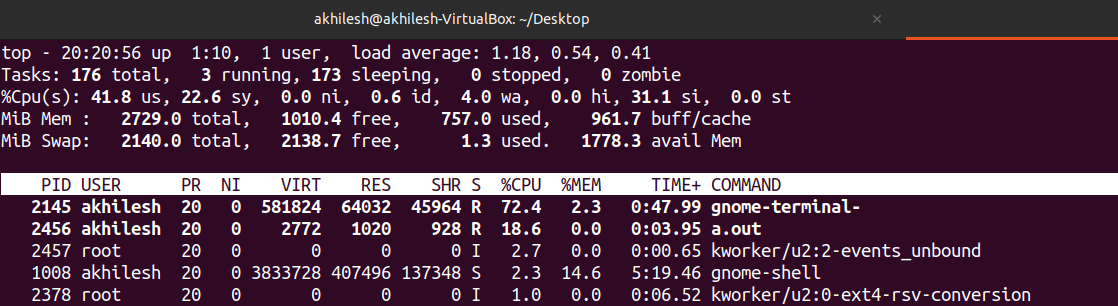 akhilesh@akhilesh-VirtualBox: ~/Desktop ×
top - 20:20:56 up  1:10,  1 user,  load average: 1.18, 0.54, 0.41
Tasks: 176 total,   3 running, 173 sleeping,   0 stopped,   0 zombie
%Cpu(s): 41.8 us, 22.6 sy,  0.0 ni,  0.6 id,  4.0 wa,  0.0 hi, 31.1 si,  0.0 st
MiB Mem :   2729.0 total,   1010.4 free,    757.0 used,    961.7 buff/cache
MiB Swap:   2140.0 total,   2138.7 free,      1.3 used.   1778.3 avail Mem
PID USER      PR  NI    VIRT    RES    SHR S  %CPU  %MEM     TIME+ COMMAND
2145 akhilesh  20   0  581824  64032  45964 R  72.4   2.3   0:47.99 gnome-terminal-
2456 akhilesh  20   0    2772   1020    928 R  18.6   0.0   0:03.95 a.out
2457 root      20   0       0      0      0 I   2.7   0.0   0:00.65 kworker/u2:2-events_unbound
1008 akhilesh  20   0 3833728 407496 137348 S   2.3  14.6   5:19.46 gnome-shell
2378 root      20   0       0      0      0 I   1.0   0.0   0:06.52 kworker/u2:0-ext4-rsv-conversion